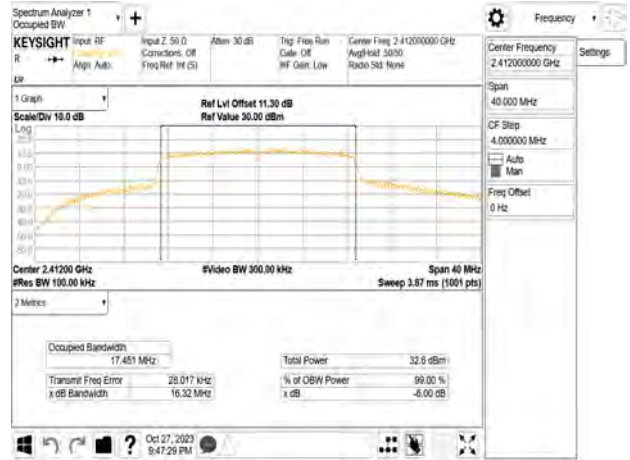 Spectrum Analyzer 1
Occupied BW
Frequency
KEYSIGHT
Input: RF
Input Z: 50 Ω
Atten: 30 dB
Trig: Free Run
Center Freq: 2.412000000 GHz
R
Corrections: Off
Gate: Off
Avg|Hold: 50/50
Align: Auto
Freq Ref: Int (S)
#IF Gain: Low
Radio Std: None
Center Frequency
2.412000000 GHz
Settings
Span
40.000 MHz
CF Step
4.000000 MHz
Auto
Man
Freq Offset
0 Hz
1 Graph
Scale/Div 10.0 dB
Ref Lvl Offset 11.30 dB
Ref Value 30.00 dBm
Log
Center 2.41200 GHz
#Video BW 300.00 kHz
Span 40 MHz
#Res BW 100.00 kHz
Sweep 3.87 ms (1001 pts)
2 Metrics
Occupied Bandwidth
17.451 MHz
Total Power
32.6 dBm
Transmit Freq Error
28.017 kHz
% of OBW Power
99.00 %
x dB Bandwidth
16.32 MHz
x dB
-6.00 dB
?
Oct 27, 2023
9:47:29 PM